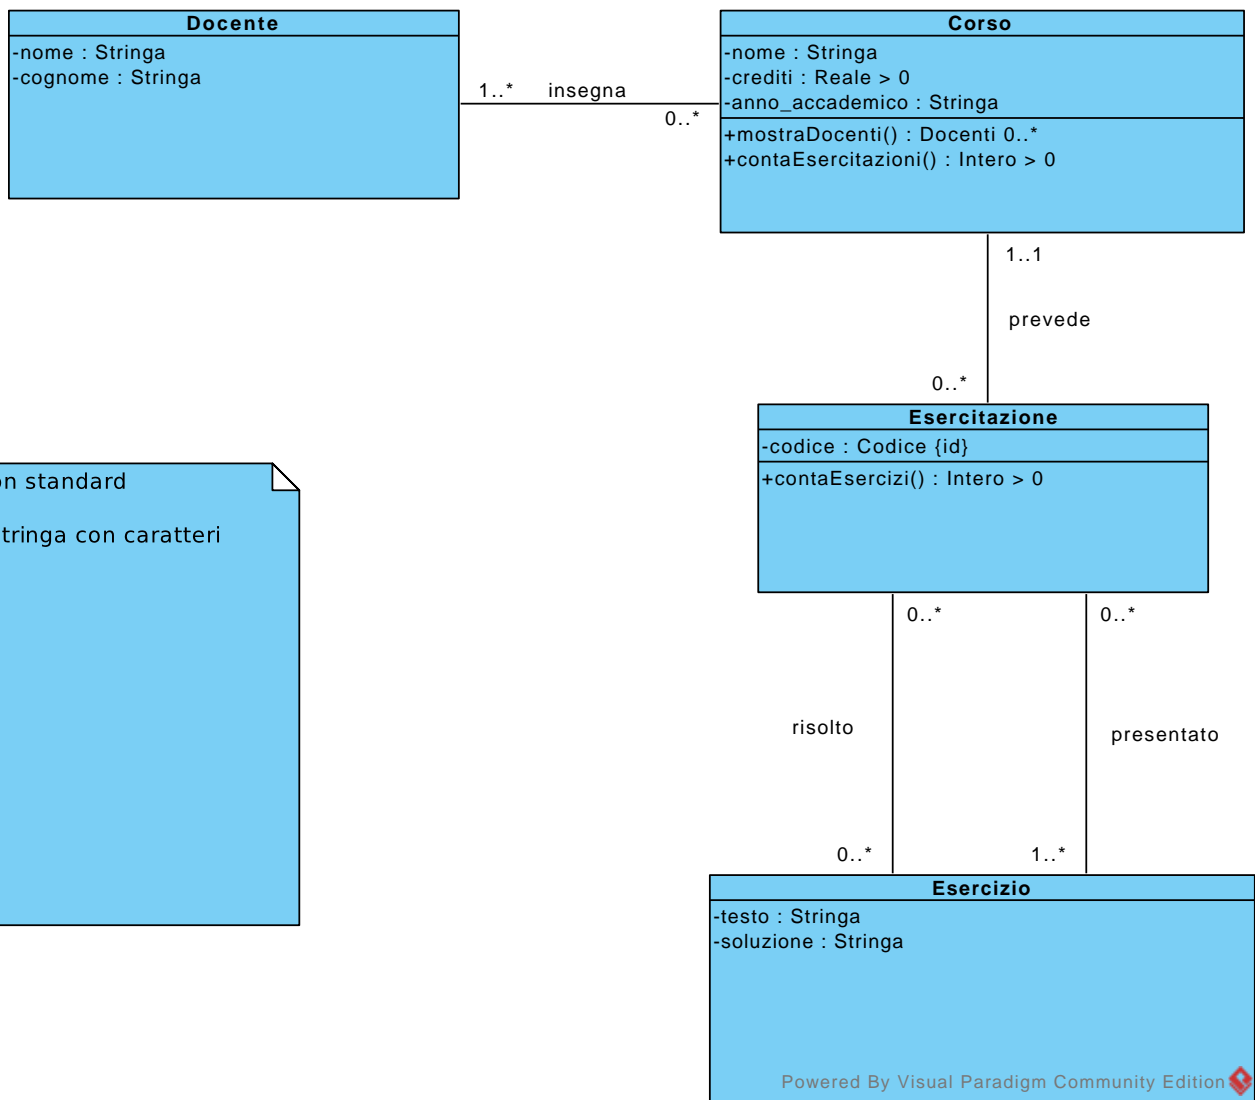 Docente
-nome : Stringa
-cognome : Stringa
1..*
insegna
0..*
Corso
-nome : Stringa
-crediti : Reale > 0
-anno_accademico : Stringa
+mostraDocenti() : Docenti 0..*
+contaEsercitazioni() : Intero > 0
1..1
prevede
0..*
Esercitazione
-codice : Codice {id}
+contaEsercizi() : Intero > 0
standard
con caratteri
0..*
0..*
risolto
presentato
0..*
1..*
Esercizio
-testo : Stringa
-soluzione : Stringa
Powered By Visual Paradigm Community Edition